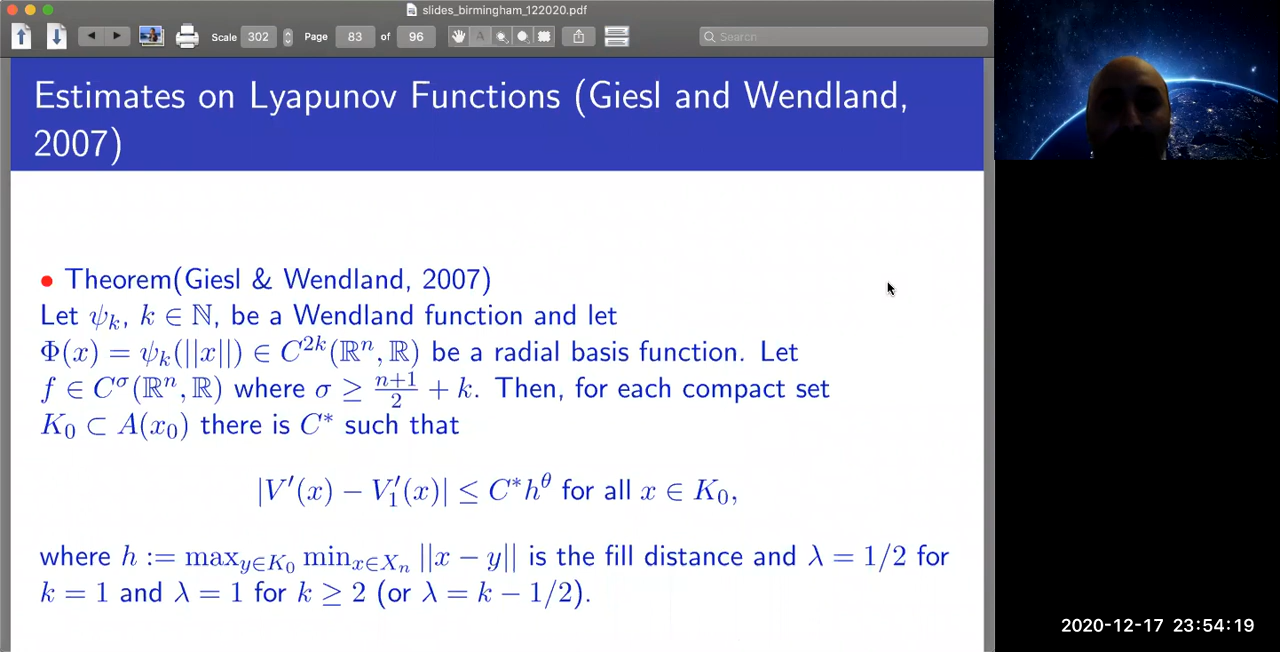 slides_birmingham_122020.pdf
Scale 302 Page 83 of 96 Search
Estimates on Lyapunov Functions (Giesl and Wendland,
2007)
• Theorem(Giesl & Wendland, 2007)
Let ψ_k, k ∈ ℕ, be a Wendland function and let
Φ(x) = ψ_k(||x||) ∈ C^{2k}(ℝ^n, ℝ) be a radial basis function. Let
f ∈ C^σ(ℝ^n, ℝ) where σ ≥ \frac{n+1}{2} + k. Then, for each compact set
K_0 ⊂ A(x_0) there is C^* such that
|V′(x) − V′_1(x)| ≤ C^*h^θ for all x ∈ K_0,
where h := max_{y∈K_0} min_{x∈X_n} ||x − y|| is the fill distance and λ = 1/2 for
k = 1 and λ = 1 for k ≥ 2 (or λ = k − 1/2).
2020-12-17 23:54:19